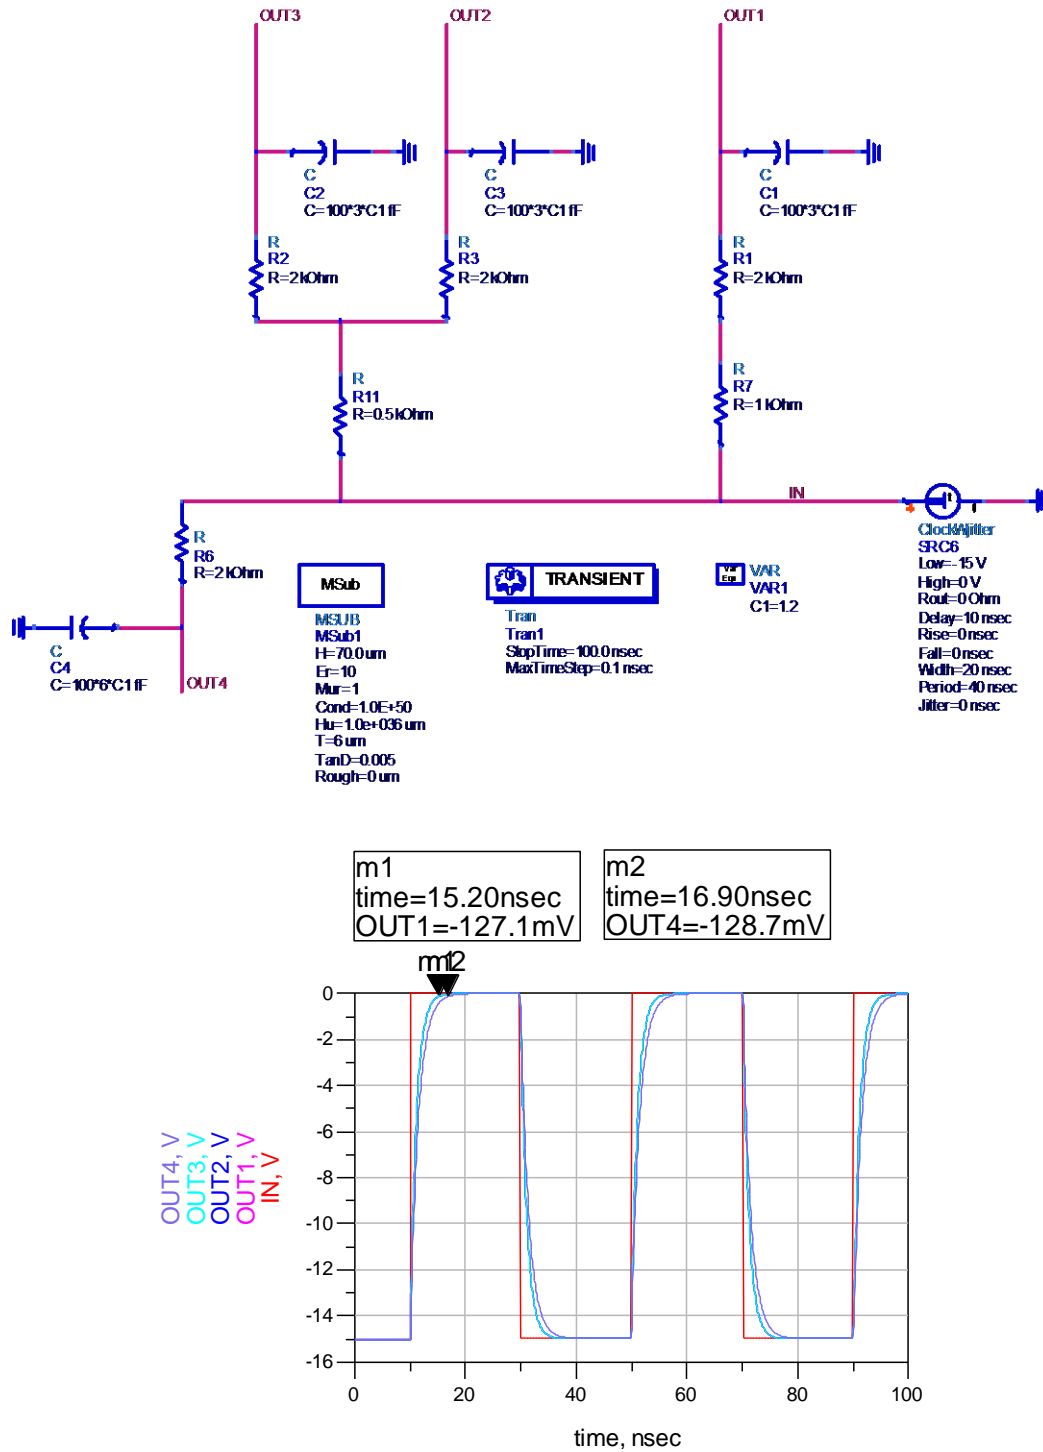 OUT3
OUT2
OUT1
C
C2
C=100*3*C1 fF
C
C3
C=100*3*C1 fF
C
C1
C=100*3*C1 fF
R
R2
R=2 kOhm
R
R3
R=2 kOhm
R
R1
R=2 kOhm
R
R11
R=0.5 kOhm
R
R7
R=1 kOhm
IN
t
R
R6
R=2 kOhm
C
C4
C=100*6*C1 fF
OUT4
MSub
MSUB
MSub1
H=70.0 um
Er=10
Mur=1
Cond=1.0E+50
Hu=1.0e+036 um
T=6 um
TanD=0.005
Rough=0 um
TRANSIENT
Tran
Tran1
StopTime=100.0 nsec
MaxTimeStep=0.1 nsec
Var
Eqn
VAR
VAR1
C1=1.2
ClockWjitter
SRC6
Low=-15 V
High=0 V
Rout=0 Ohm
Delay=10 nsec
Rise=0 nsec
Fall=0 nsec
Width=20 nsec
Period=40 nsec
Jitter=0 nsec
m1
time=15.20nsec
OUT1=-127.1mV
m2
time=16.90nsec
OUT4=-128.7mV
m1
m2
0
-2
-4
-6
-8
-10
-12
-14
-16
OUT4, V
OUT3, V
OUT2, V
OUT1, V
IN, V
0
20
40
60
80
100
time, nsec